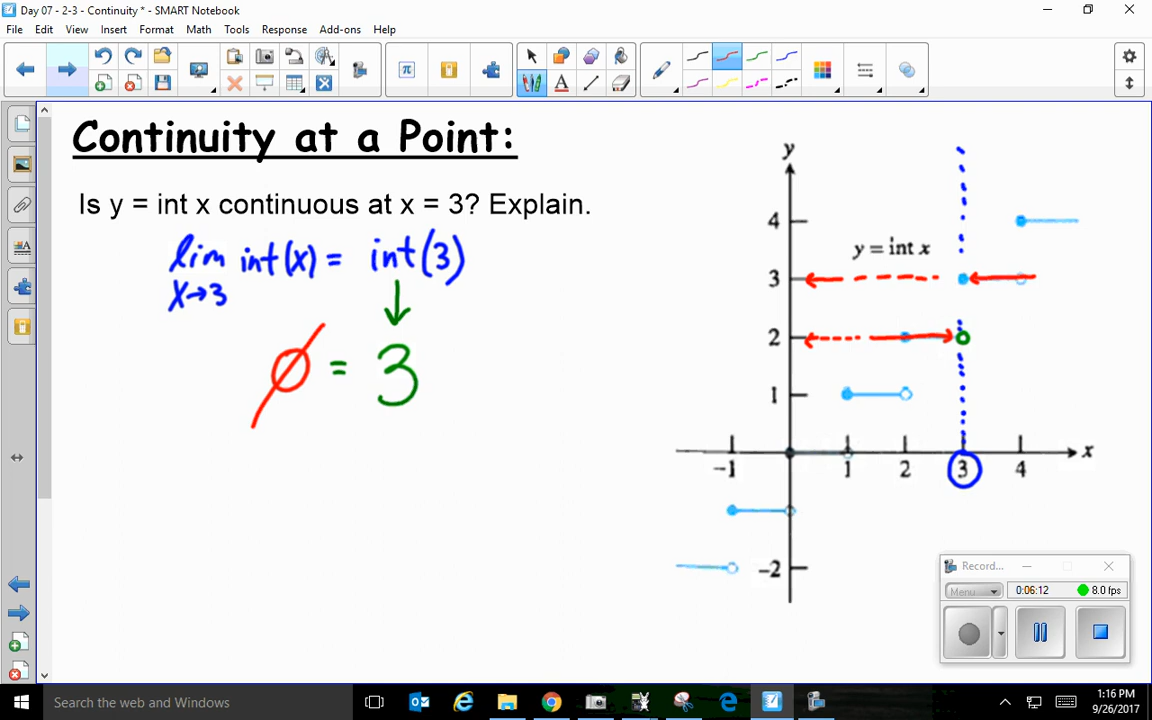 Day 07 - 2-3 - Continuity * - SMART Notebook
File Edit View Insert Format Math Tools Response Add-ons Help
Continuity at a Point:
Is y = int x continuous at x = 3? Explain.
lim int(x) = int(3)
x→3
∅ = 3
y
4
y = int x
3
2
1
-1 1 2 3 4 x
-2
Record...
Menu 0:06:12 8.0 fps
Search the web and Windows
1:16 PM
9/26/2017